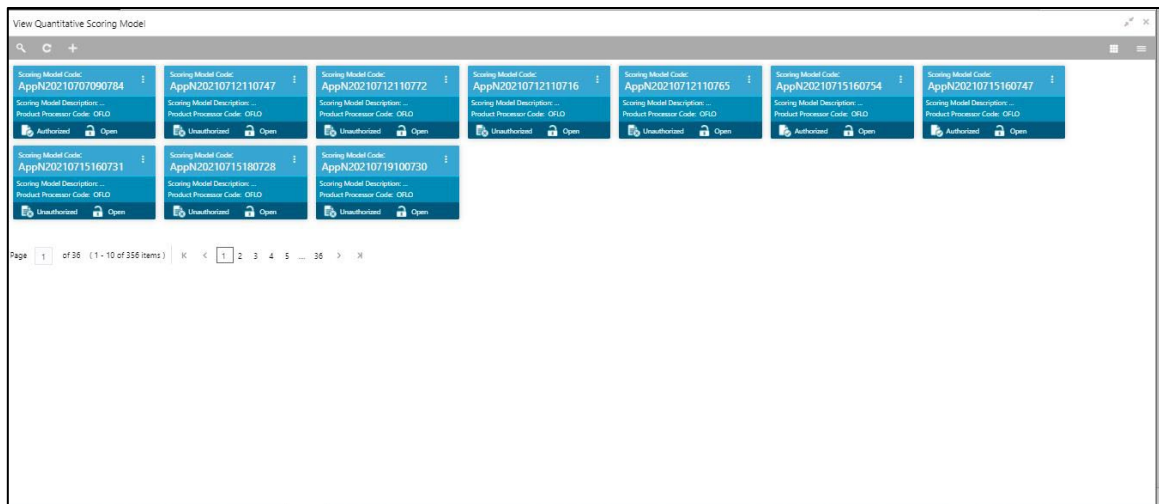 View Quantitative Scoring Model
Scoring Model Code:
AppN20210707090784
Scoring Model Description: ...
Product Processor Code: OFLO
Authorized Open
Scoring Model Code:
AppN20210712110747
Scoring Model Description: ...
Product Processor Code: OFLO
Unauthorized Open
Scoring Model Code:
AppN20210712110772
Scoring Model Description: ...
Product Processor Code: OFLO
Unauthorized Open
Scoring Model Code:
AppN20210712110716
Scoring Model Description: ...
Product Processor Code: OFLO
Unauthorized Open
Scoring Model Code:
AppN20210712110765
Scoring Model Description: ...
Product Processor Code: OFLO
Unauthorized Open
Scoring Model Code:
AppN20210715160754
Scoring Model Description: ...
Product Processor Code: OFLO
Authorized Open
Scoring Model Code:
AppN20210715160747
Scoring Model Description: ...
Product Processor Code: OFLO
Authorized Open
Scoring Model Code:
AppN20210715160731
Scoring Model Description: ...
Product Processor Code: OFLO
Unauthorized Open
Scoring Model Code:
AppN20210715180728
Scoring Model Description: ...
Product Processor Code: OFLO
Unauthorized Open
Scoring Model Code:
AppN20210719100730
Scoring Model Description: ...
Product Processor Code: OFLO
Unauthorized Open
Page 1 of 36 (1 - 10 of 356 items) 1 2 3 4 5 ... 36